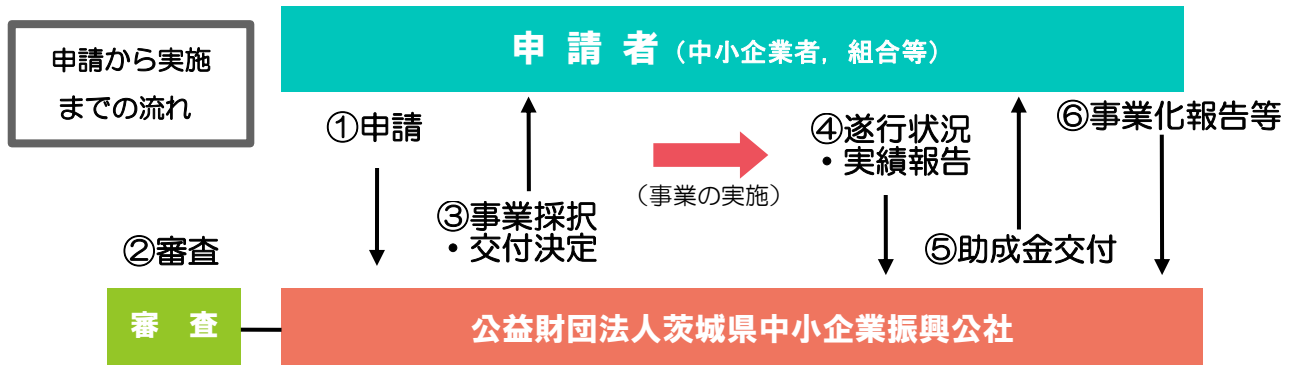 申請から実施
までの流れ
申 請 者（中小企業者，組合等）
①申請
②審査
③事業採択
・交付決定
（事業の実施）
④遂行状況
・実績報告
⑤助成金交付
⑥事業化報告等
審 査
公益財団法人茨城県中小企業振興公社